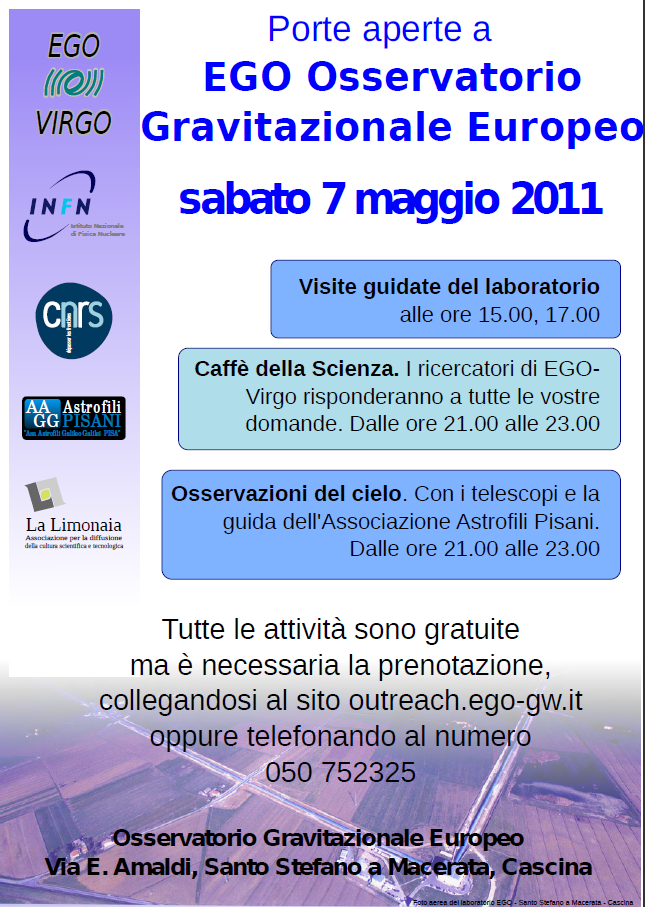 EGO
VIRGO
INFN
Istituto Nazionale
di Fisica Nucleare
cnrs
AA Astrofili
GG PISANI
"Ass. Astrofili Galileo Galilei PISA"
La Limonaia
Associazione per la diffusione
della cultura scientifica e tecnologica
Porte aperte a
EGO Osservatorio
Gravitazionale Europeo
sabato 7 maggio 2011
Visite guidate del laboratorio
alle ore 15.00, 17.00
Caffè della Scienza. I ricercatori di EGO-
Virgo risponderanno a tutte le vostre
domande. Dalle ore 21.00 alle 23.00
Osservazioni del cielo. Con i telescopi e la
guida dell'Associazione Astrofili Pisani.
Dalle ore 21.00 alle 23.00
Tutte le attività sono gratuite
ma è necessaria la prenotazione,
collegandosi al sito outreach.ego-gw.it
oppure telefonando al numero
050 752325
Osservatorio Gravitazionale Europeo
Via E. Amaldi, Santo Stefano a Macerata, Cascina
Foto aerea del laboratorio EGO - Santo Stefano a Macerata - Cascina